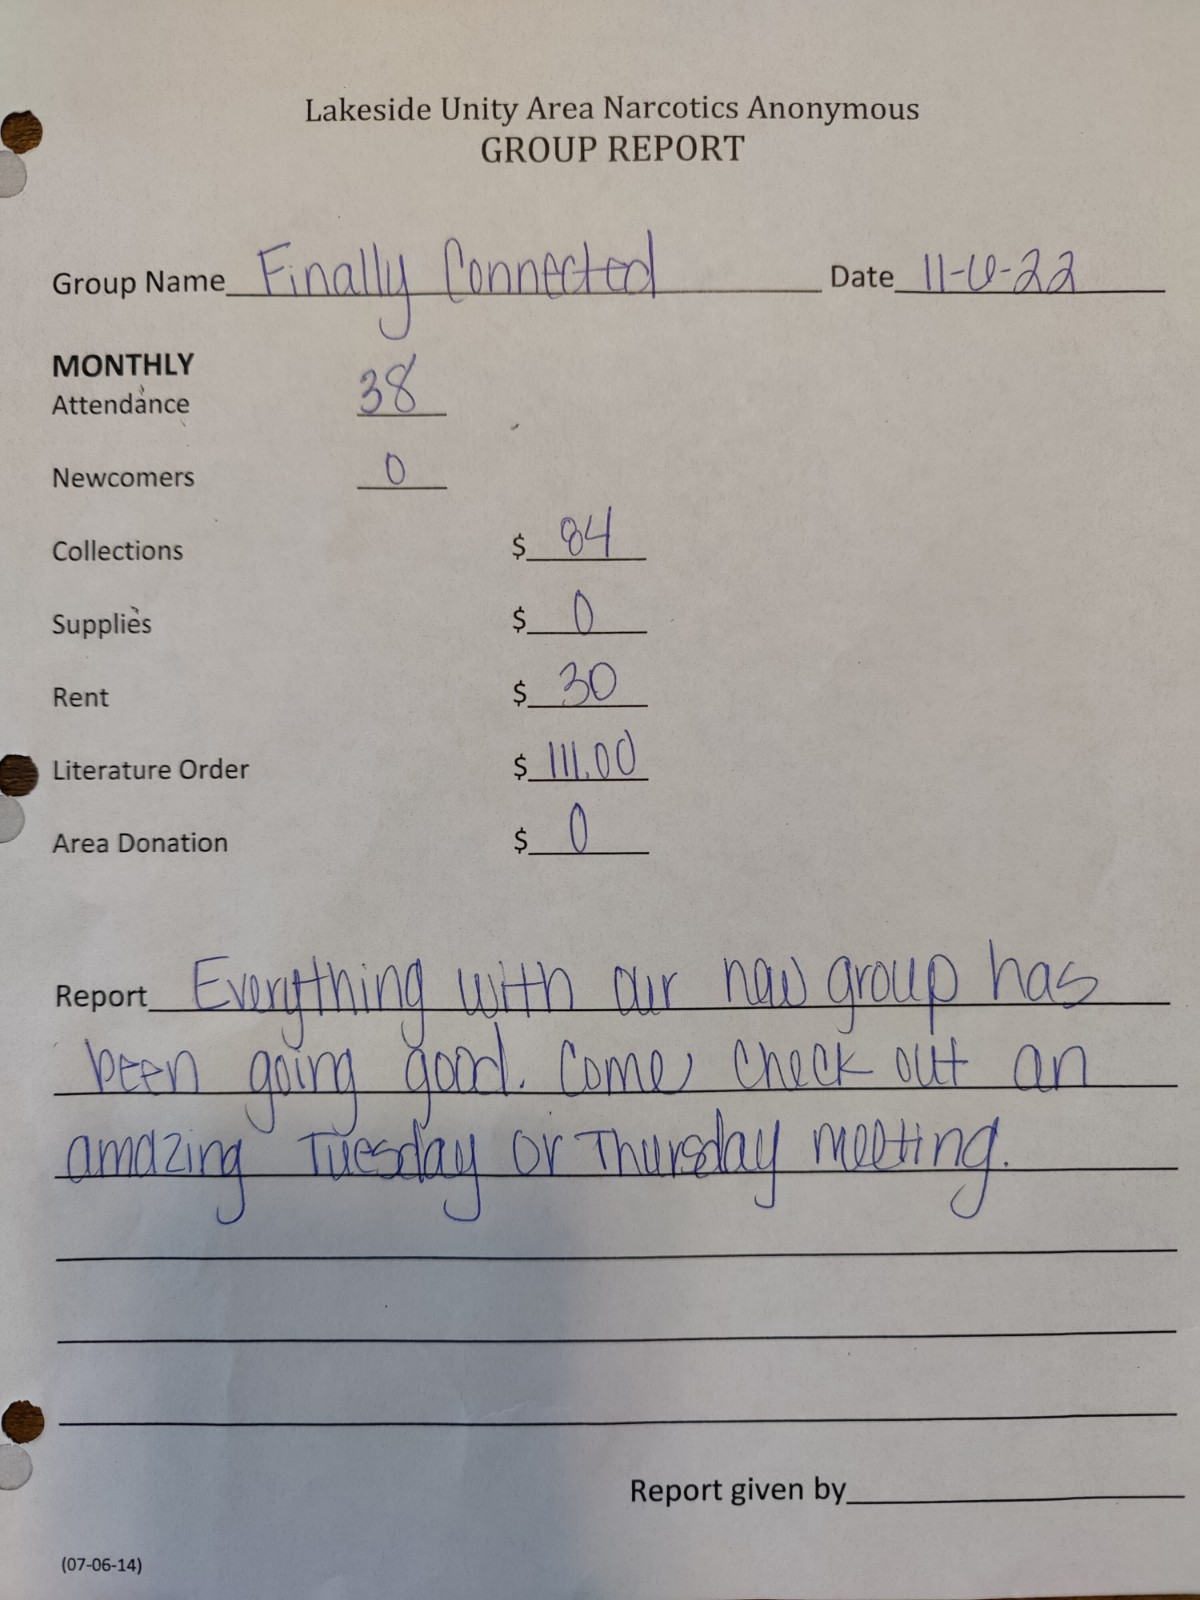 Lakeside Unity Area Narcotics Anonymous
GROUP REPORT
Group Name Finally Connected Date 11-6-22
MONTHLY
Attendance 38
Newcomers 0
Collections $ 84
Supplies $ 0
Rent $ 30
Literature Order $ 111.00
Area Donation $ 0
Report Everything with our new group has
been going good. Come check out an
amazing Tuesday or Thursday meeting.
Report given by
(07-06-14)